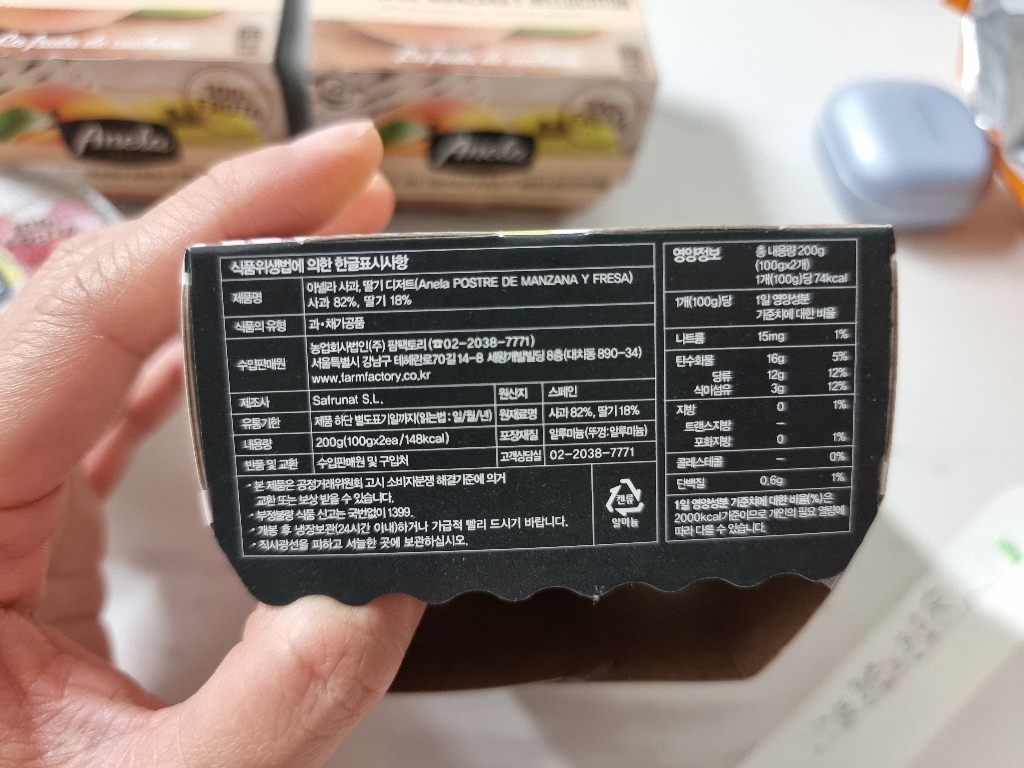 Anela
Anela
식품위생법에 의한 한글표시사항
제품명
아넬라 사과, 딸기 디저트(Anela POSTRE DE MANZANA Y FRESA)
사과 82%, 딸기 18%
식품의 유형
과•채가공품
수입판매원
농업회사법인(주) 팜팩토리 (☎02-2038-7771)
서울특별시 강남구 테헤란로70길 14-8 세왕개발빌딩 8층(대치동 890-34)
www.farmfactory.co.kr
제조사
Safrunat S.L.
원산지
스페인
유통기한
제품 하단 별도표기일까지(읽는법 : 일/월/년)
원재료명
사과 82%, 딸기 18%
내용량
200g(100gx2ea/148kcal)
포장재질
알루미늄(뚜껑:알루미늄)
반품 및 교환
수입판매원 및 구입처
고객상담실
02-2038-7771
- 본 제품은 공정거래위원회 고시 소비자분쟁 해결기준에 의거
교환 또는 보상 받을 수 있습니다.
- 부정불량 식품 신고는 국번없이 1399.
- 개봉 후 냉장보관(24시간 이내)하거나 가급적 빨리 드시기 바랍니다.
- 직사광선을 피하고 서늘한 곳에 보관하십시오.
캔류
알미늄
영양정보
총 내용량 200g
(100gx2개)
1개(100g)당 74kcal
1개(100g)당
1일 영양성분
기준치에 대한 비율
나트륨 15mg 1%
탄수화물 16g 5%
당류 12g 12%
식이섬유 3g 12%
지방 0 1%
트랜스지방 -
포화지방 0 1%
콜레스테롤 - 0%
단백질 0.6g 1%
1일 영양성분 기준치에 대한 비율(%)은
2000kcal기준이므로 개인의 필요 열량에
따라 다를 수 있습니다.